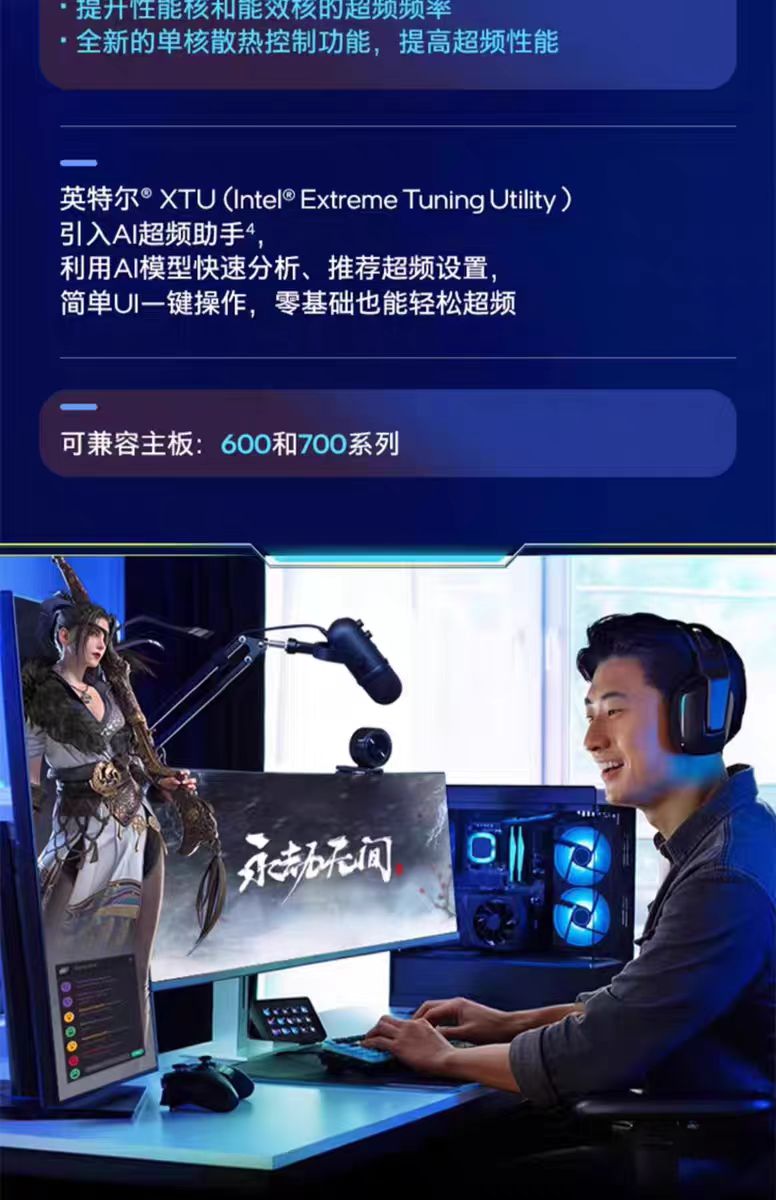 · 提升性能核和能效核的超频频率
· 全新的单核散热控制功能，提高超频性能
英特尔® XTU（Intel® Extreme Tuning Utility）
引入AI超频助手⁴，
利用AI模型快速分析、推荐超频设置，
简单UI一键操作，零基础也能轻松超频
可兼容主板：600和700系列
永劫无间